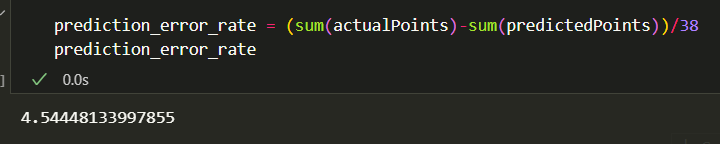 prediction_error_rate = (sum(actualPoints)-sum(predictedPoints))/38
prediction_error_rate
]
0.0s
4.54448133997855